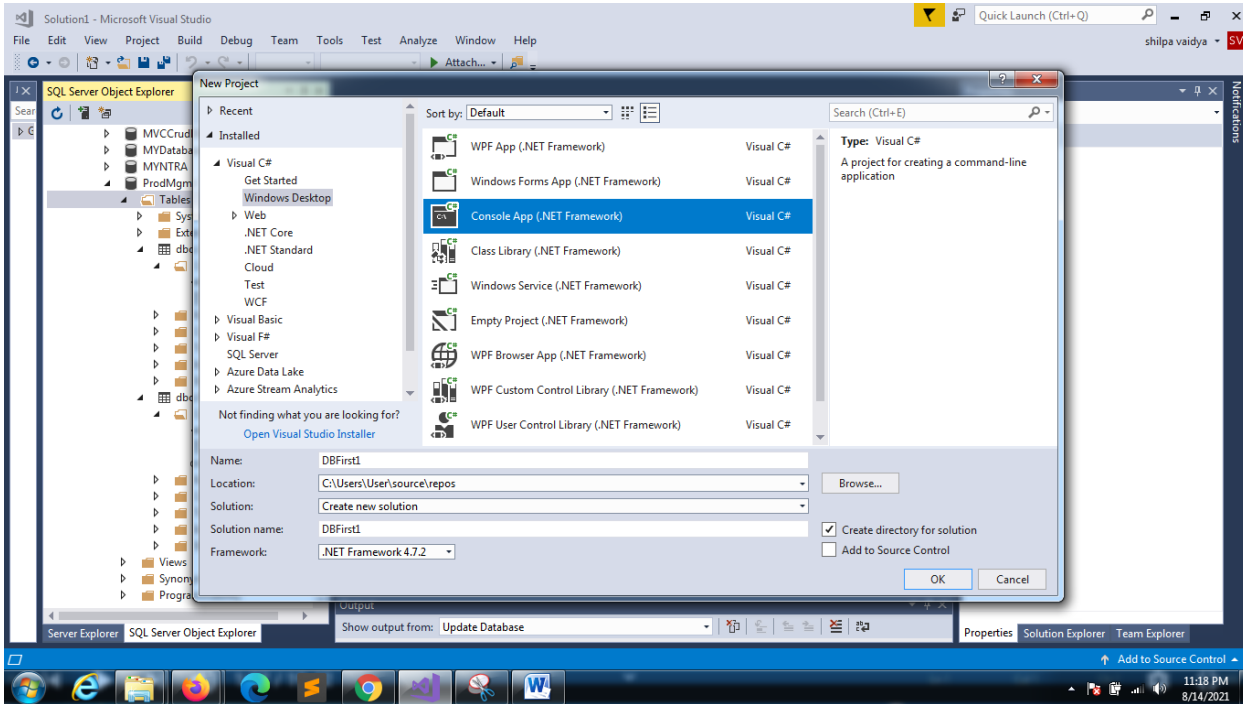 Solution1 - Microsoft Visual Studio
Quick Launch (Ctrl+Q)
File Edit View Project Build Debug Team Tools Test Analyze Window Help
shilpa vaidya
SV
Attach...
SQL Server Object Explorer
Notifications
MVCCrud
MYDataba
MYNTRA
ProdMgm
Tables
Sys
Exte
dbo
dbo
Views
Synony
Progra
Server Explorer SQL Server Object Explorer
New Project
Recent
Installed
Visual C#
Get Started
Windows Desktop
Web
.NET Core
.NET Standard
Cloud
Test
WCF
Visual Basic
Visual F#
SQL Server
Azure Data Lake
Azure Stream Analytics
Not finding what you are looking for?
Open Visual Studio Installer
Sort by: Default
Search (Ctrl+E)
WPF App (.NET Framework) Visual C#
Windows Forms App (.NET Framework) Visual C#
Console App (.NET Framework) Visual C#
Class Library (.NET Framework) Visual C#
Windows Service (.NET Framework) Visual C#
Empty Project (.NET Framework) Visual C#
WPF Browser App (.NET Framework) Visual C#
WPF Custom Control Library (.NET Framework) Visual C#
WPF User Control Library (.NET Framework) Visual C#
Type: Visual C#
A project for creating a command-line
application
Name: DBFirst1
Location: C:\Users\User\source\repos
Browse...
Solution: Create new solution
Solution name: DBFirst1
Create directory for solution
Framework: .NET Framework 4.7.2
Add to Source Control
OK Cancel
Output
Show output from: Update Database
Properties Solution Explorer Team Explorer
Add to Source Control
11:18 PM
8/14/2021